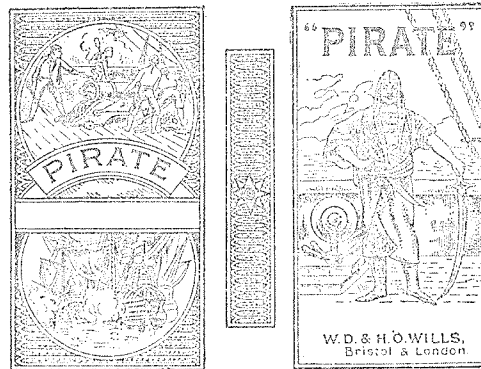 PIRATE
"PIRATE"
W.D. & H.O.WILLS,
Bristol & London.